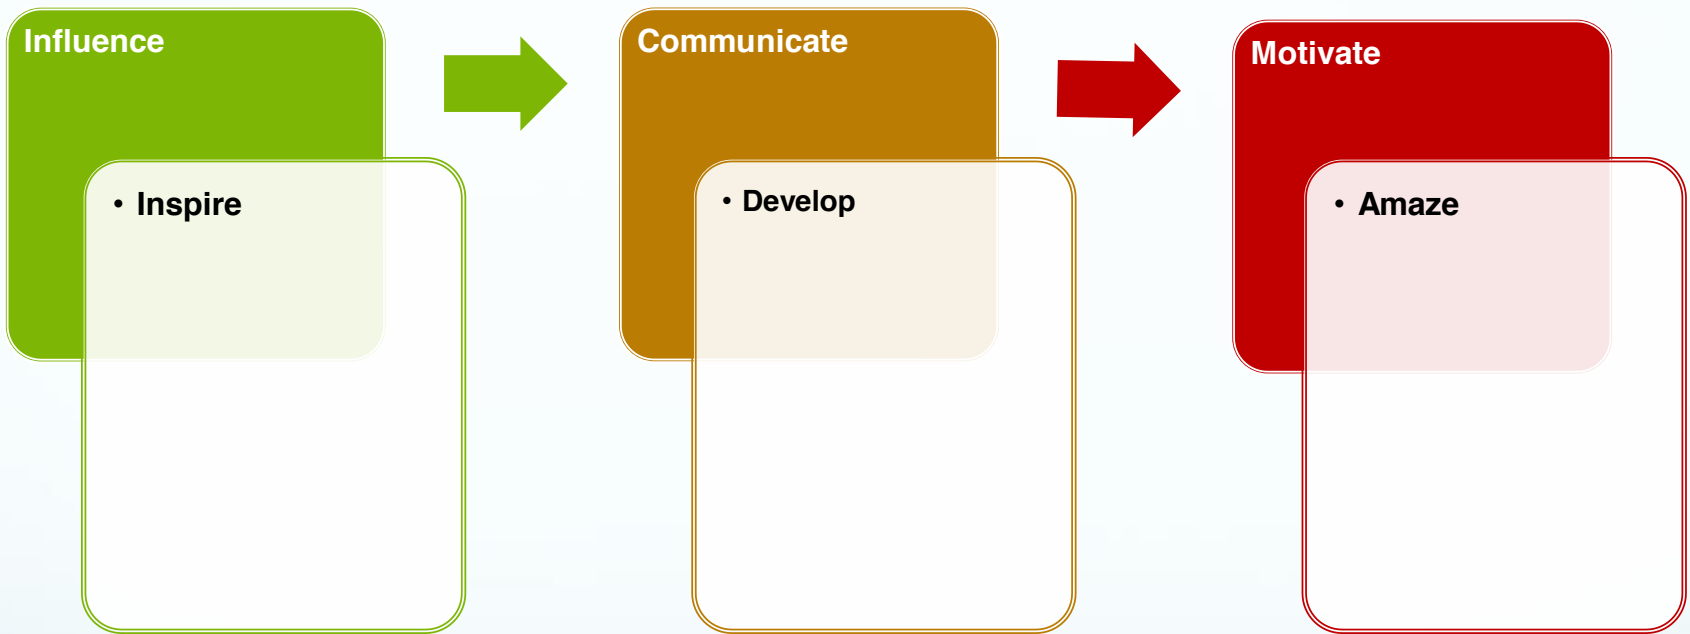 Influence
• Inspire
Communicate
• Develop
Motivate
• Amaze